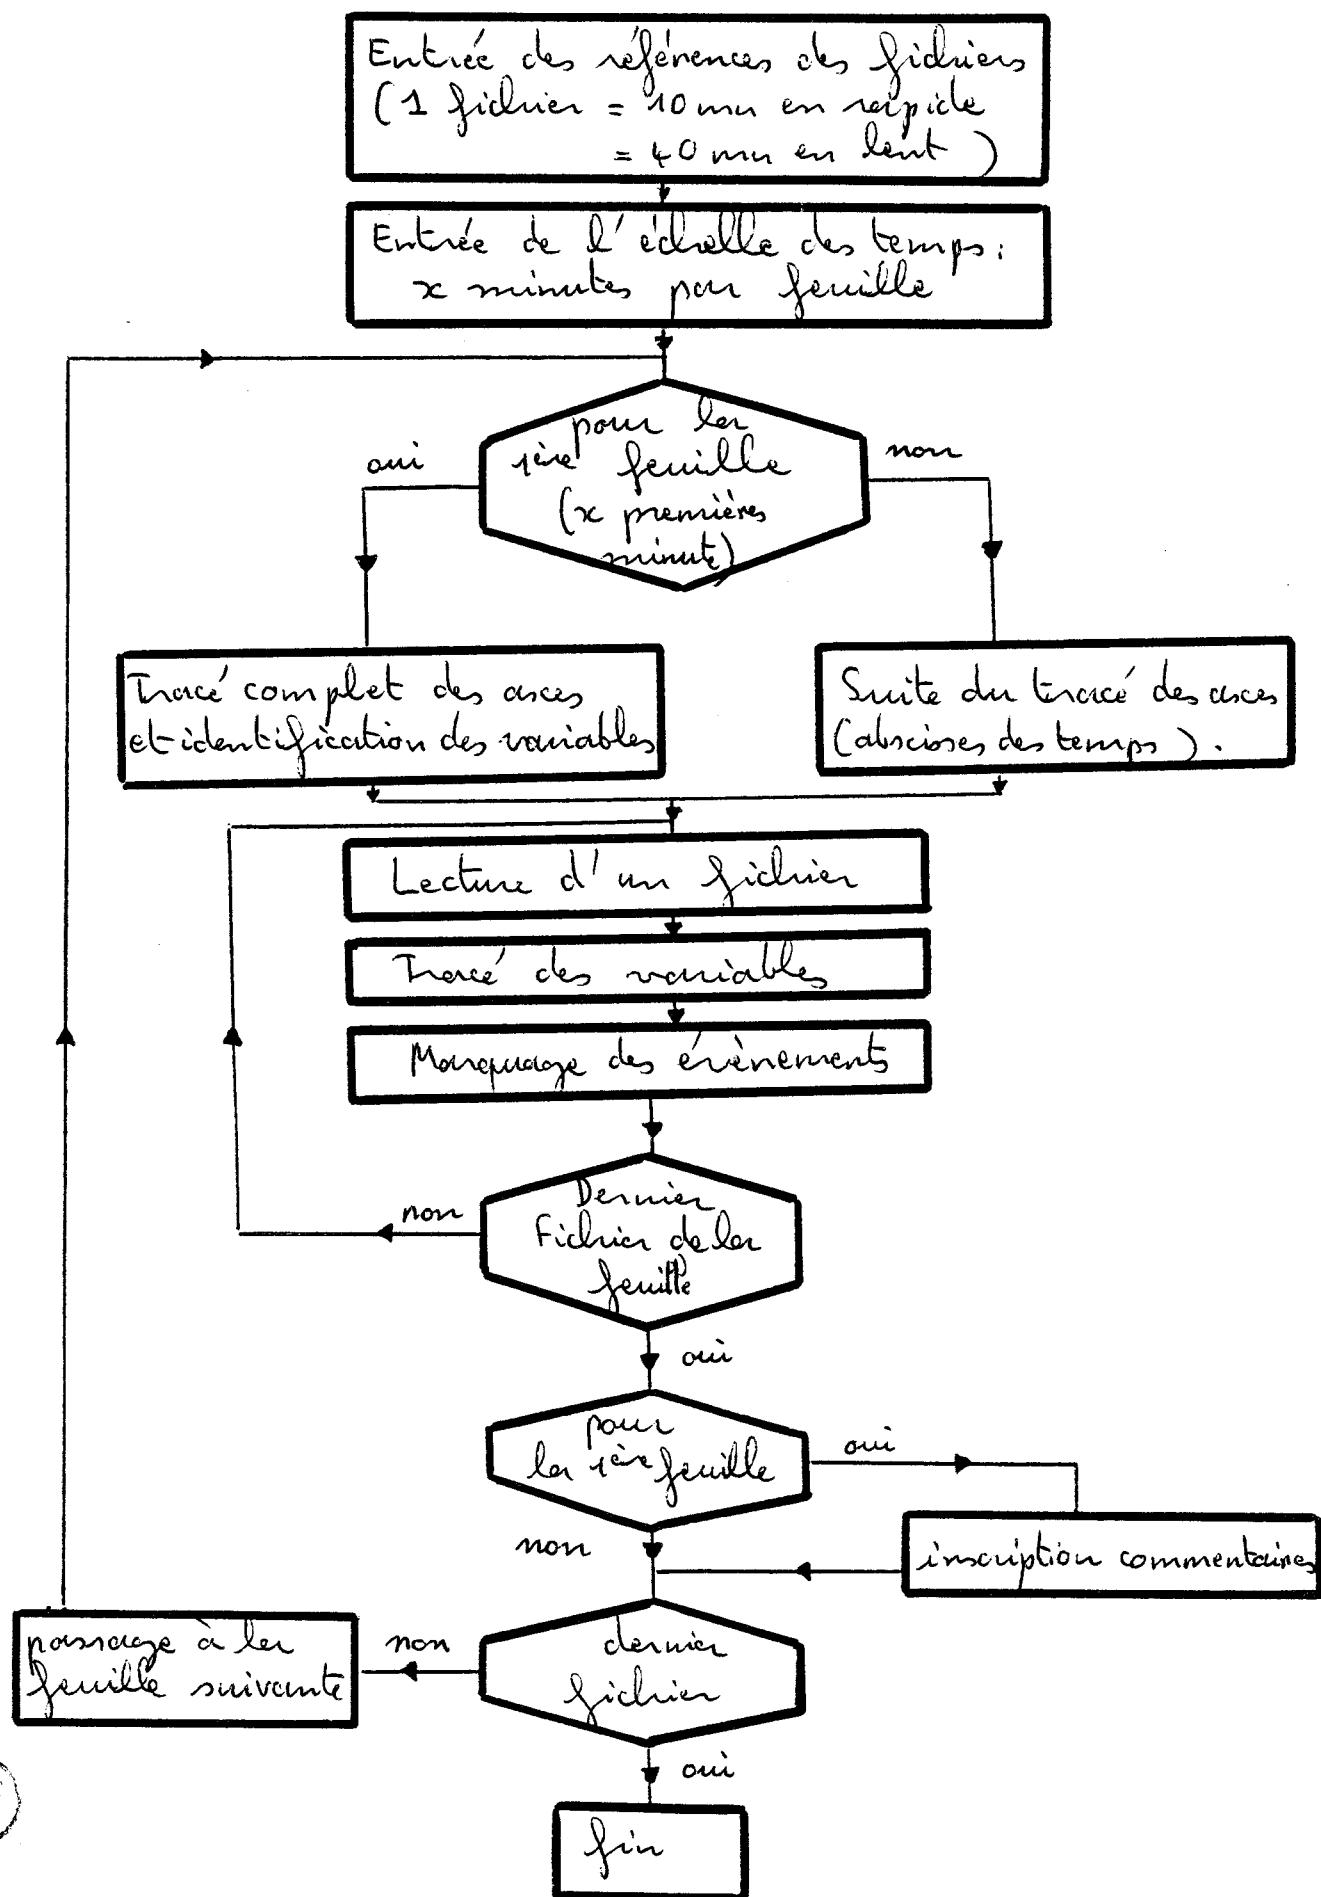 Entrée des références des fichiers
(1 fichier = 10 mn en rapide
= 40 mn en lent)
Entrée de l'échelle des temps:
x minutes par feuille
pour la
1ère feuille
(x premières
minute)
oui
non
Tracé complet des axes
et identification des variables
Suite du tracé des axes
(abscisses des temps).
Lecture d'un fichier
Tracé des variables
Marquage des évènements
Dernier
Fichier de la
feuille
non
oui
pour
la 1ère feuille
oui
non
inscription commentaires
dernier
fichier
non
passage à la
feuille suivante
oui
fin